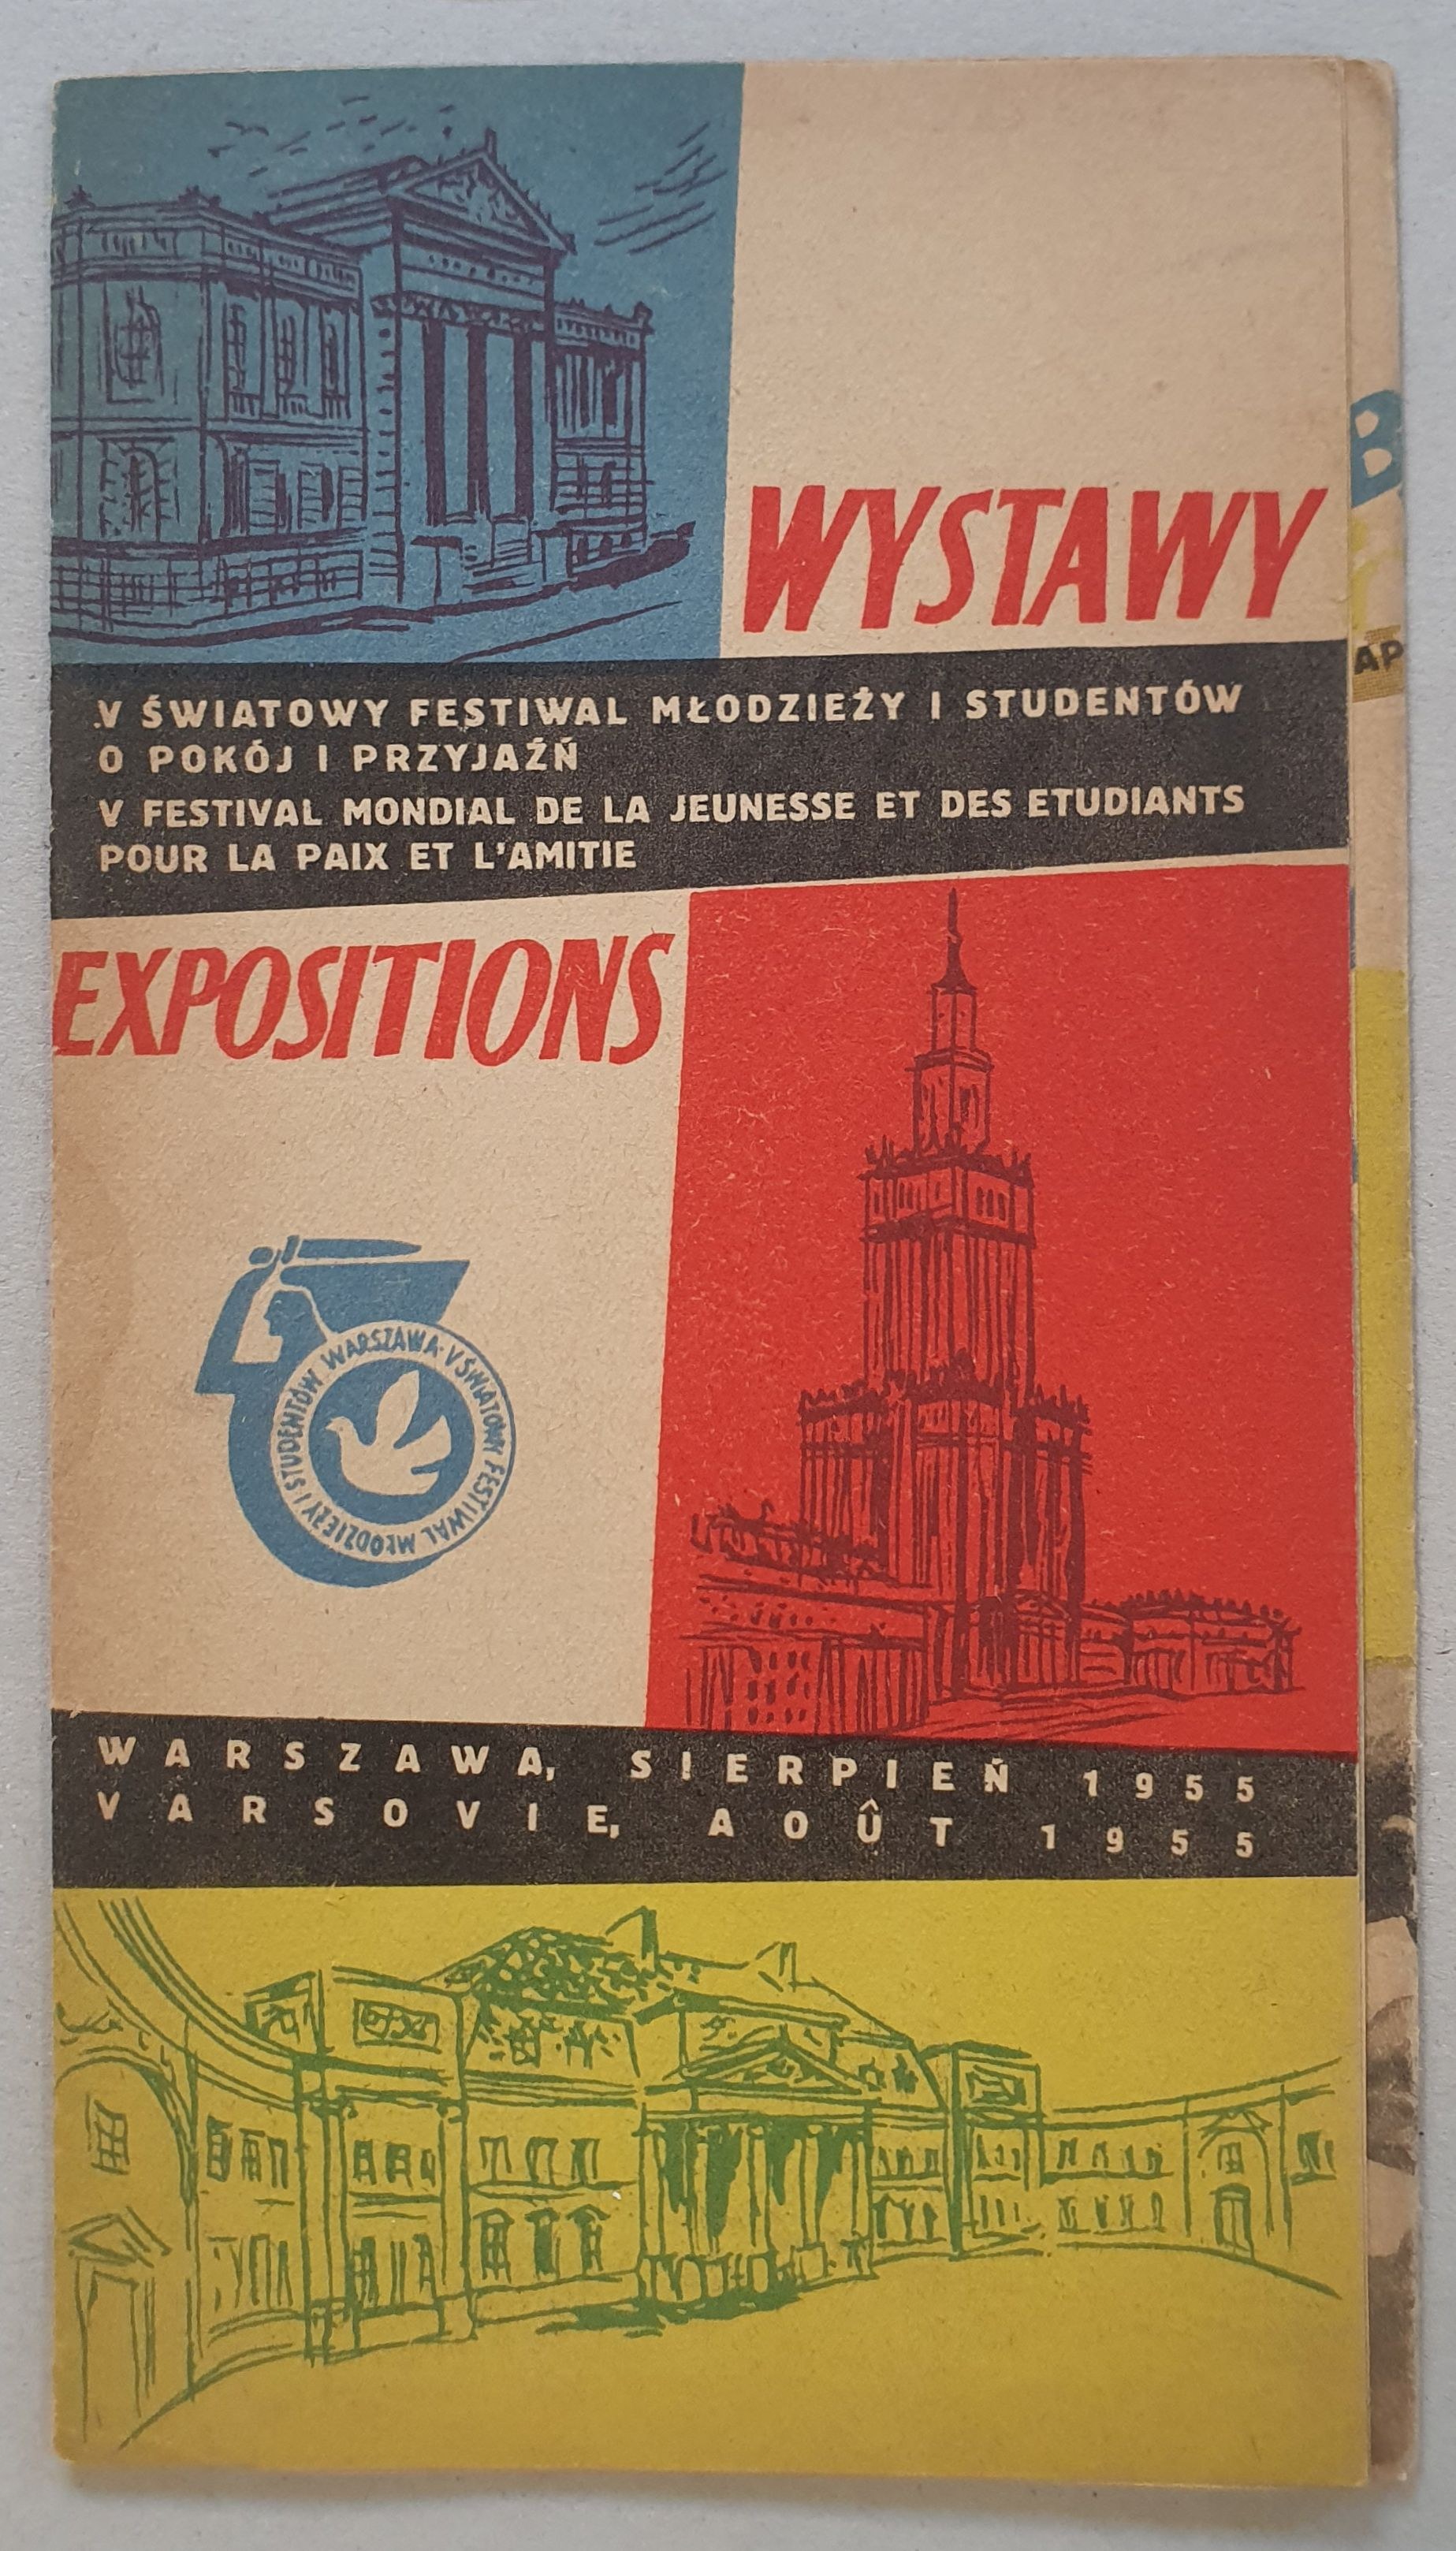 WYSTAWY
V ŚWIATOWY FESTIWAL MŁODZIEŻY I STUDENTÓW
O POKÓJ I PRZYJAŹŃ
V FESTIVAL MONDIAL DE LA JEUNESSE ET DES ETUDIANTS
POUR LA PAIX ET L'AMITIE
EXPOSITIONS
WARSZAWA · V ŚWIATOWY FESTIWAL MŁODZIEŻY I STUDENTÓW
WARSZAWA, SIERPIEŃ 1955
VARSOVIE, AOÛT 1955
B
AP